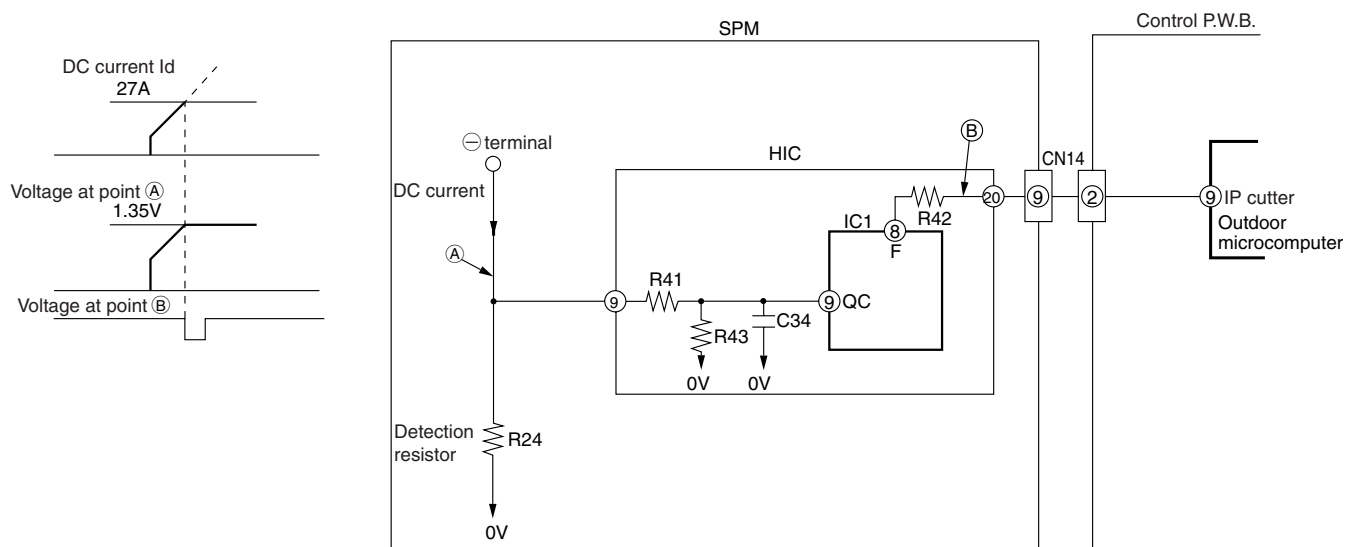 DC current Id
27A
Voltage at point Ⓐ
1.35V
Voltage at point Ⓑ
SPM
⊖ terminal
DC current
Ⓐ
Detection
resistor
R24
0V
HIC
⑨
R41
R43
0V
C34
0V
⑨ QC
IC1
⑧
F
R42
Ⓑ
⑳
CN14
⑨
②
Control P.W.B.
⑨ IP cutter
Outdoor
microcomputer